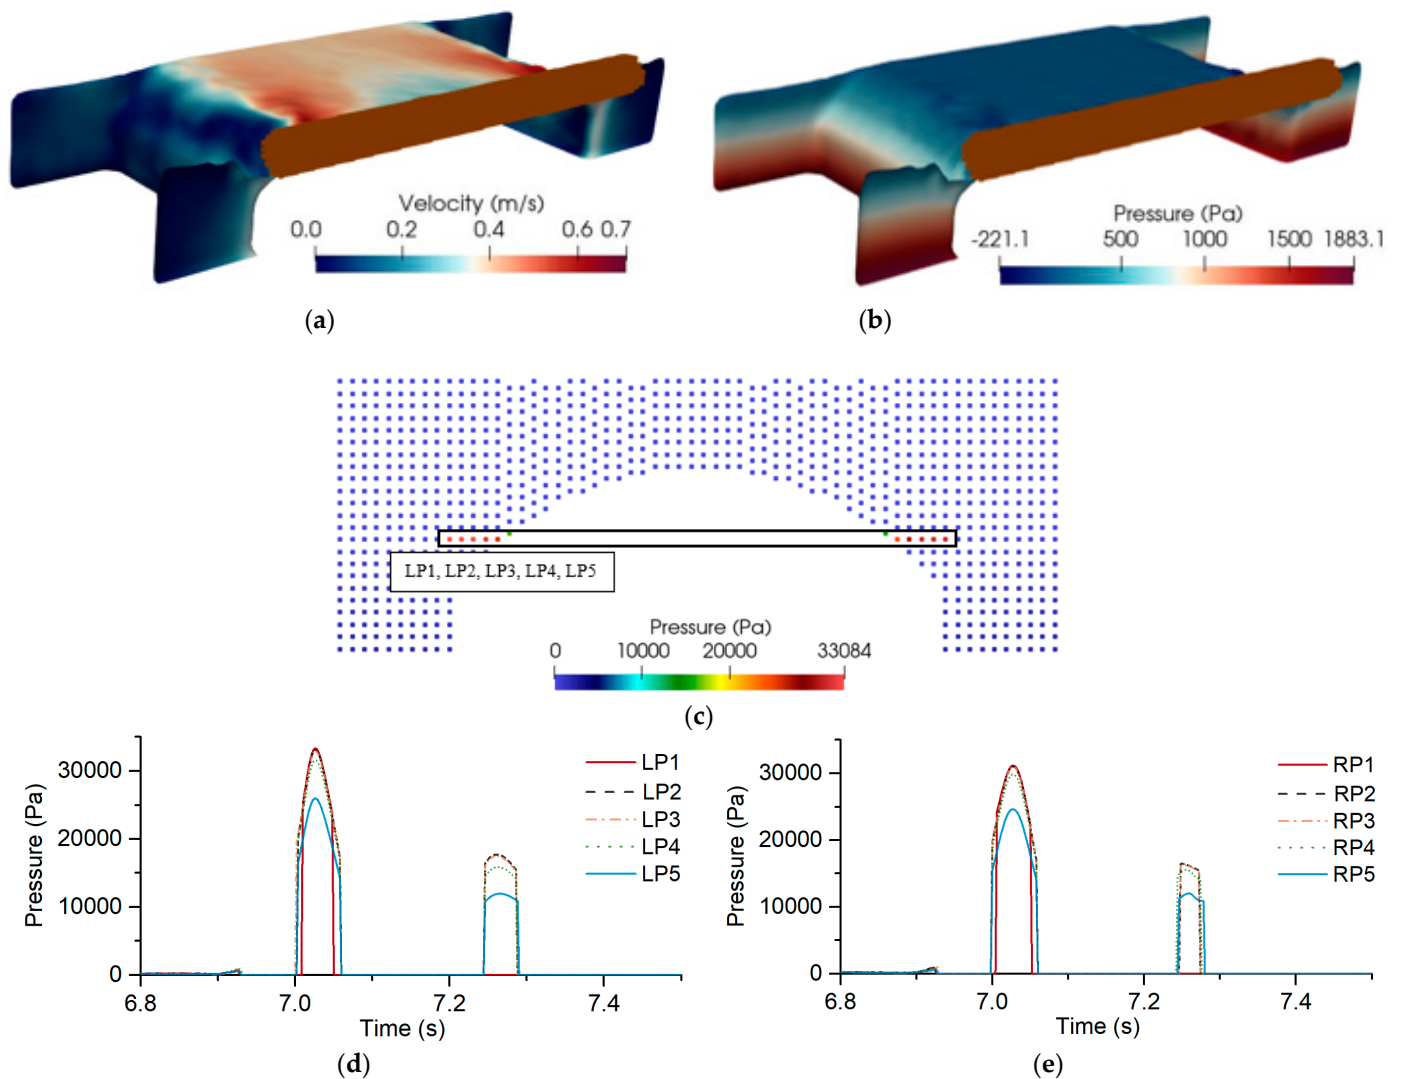 Velocity (m/s)
0.0 0.2 0.4 0.6 0.7
Pressure (Pa)
-221.1 500 1000 1500 1883.1
(a)
(b)
LP1, LP2, LP3, LP4, LP5
Pressure (Pa)
0 10000 20000 33084
(c)
Pressure (Pa)
30000
20000
10000
0
6.8 7.0 7.2 7.4
Time (s)
LP1
LP2
LP3
LP4
LP5
(d)
Pressure (Pa)
30000
20000
10000
0
6.8 7.0 7.2 7.4
Time (s)
RP1
RP2
RP3
RP4
RP5
(e)